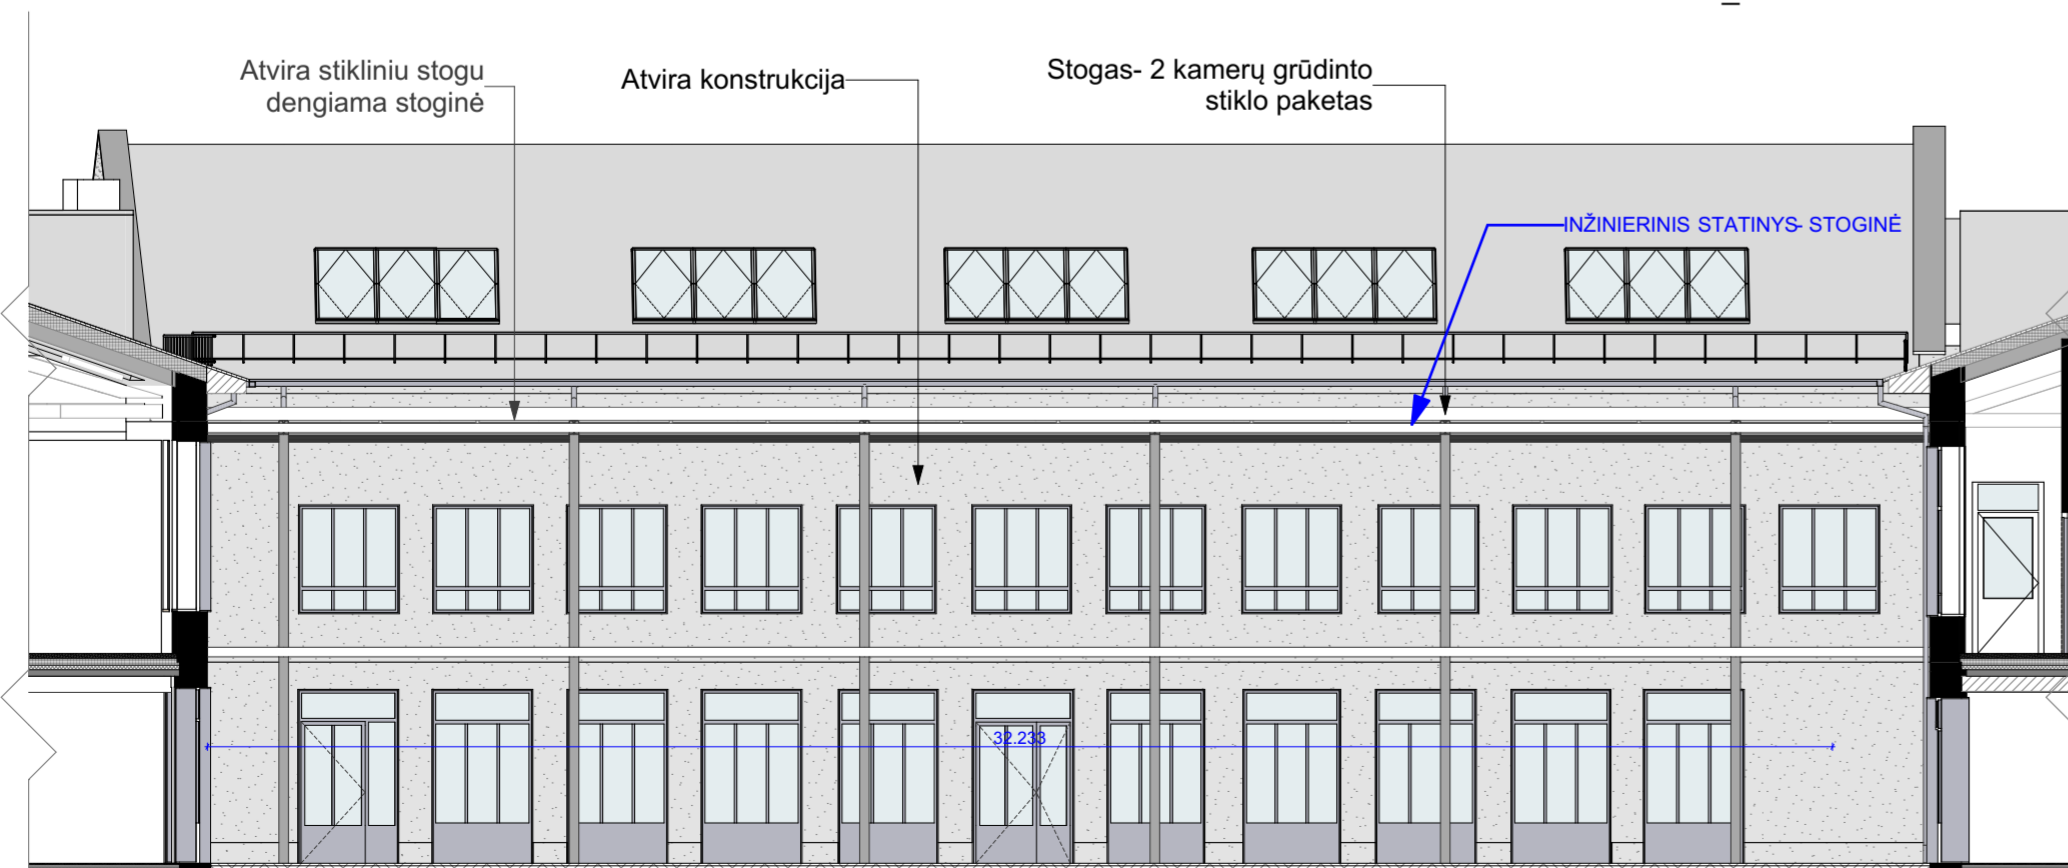 Atvira stikliniu stogu
dengiama stoginė
Atvira konstrukcija
Stogas- 2 kamerų grūdinto
stiklo paketas
INŽINIERINIS STATINYS- STOGINĖ
32.233